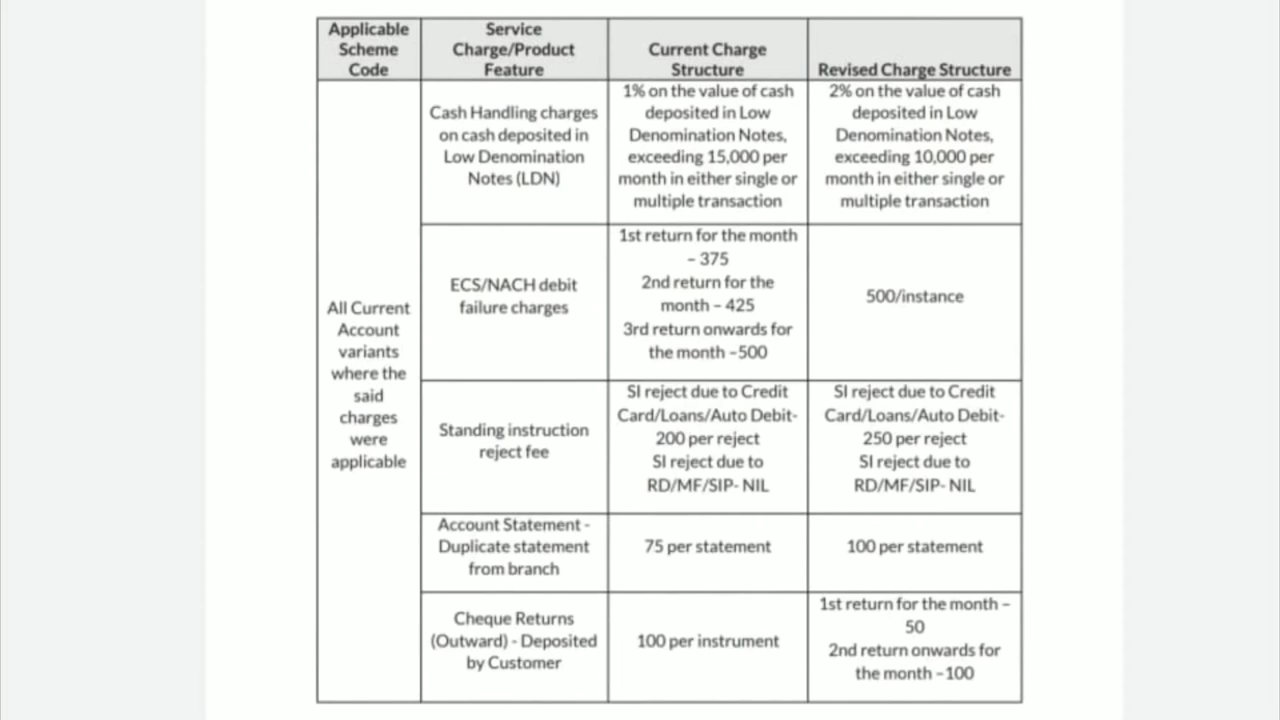 Applicable
Scheme
Code
Service
Charge/Product
Feature
Current Charge
Structure
Revised Charge Structure
All Current
Account
variants
where the
said
charges
were
applicable
Cash Handling charges
on cash deposited in
Low Denomination
Notes (LDN)
1% on the value of cash
deposited in Low
Denomination Notes,
exceeding 15,000 per
month in either single or
multiple transaction
2% on the value of cash
deposited in Low
Denomination Notes,
exceeding 10,000 per
month in either single or
multiple transaction
ECS/NACH debit
failure charges
1st return for the month
– 375
2nd return for the
month – 425
3rd return onwards for
the month –500
500/instance
Standing instruction
reject fee
SI reject due to Credit
Card/Loans/Auto Debit-
200 per reject
SI reject due to
RD/MF/SIP- NIL
SI reject due to Credit
Card/Loans/Auto Debit-
250 per reject
SI reject due to
RD/MF/SIP- NIL
Account Statement -
Duplicate statement
from branch
75 per statement
100 per statement
Cheque Returns
(Outward) - Deposited
by Customer
100 per instrument
1st return for the month –
50
2nd return onwards for
the month –100